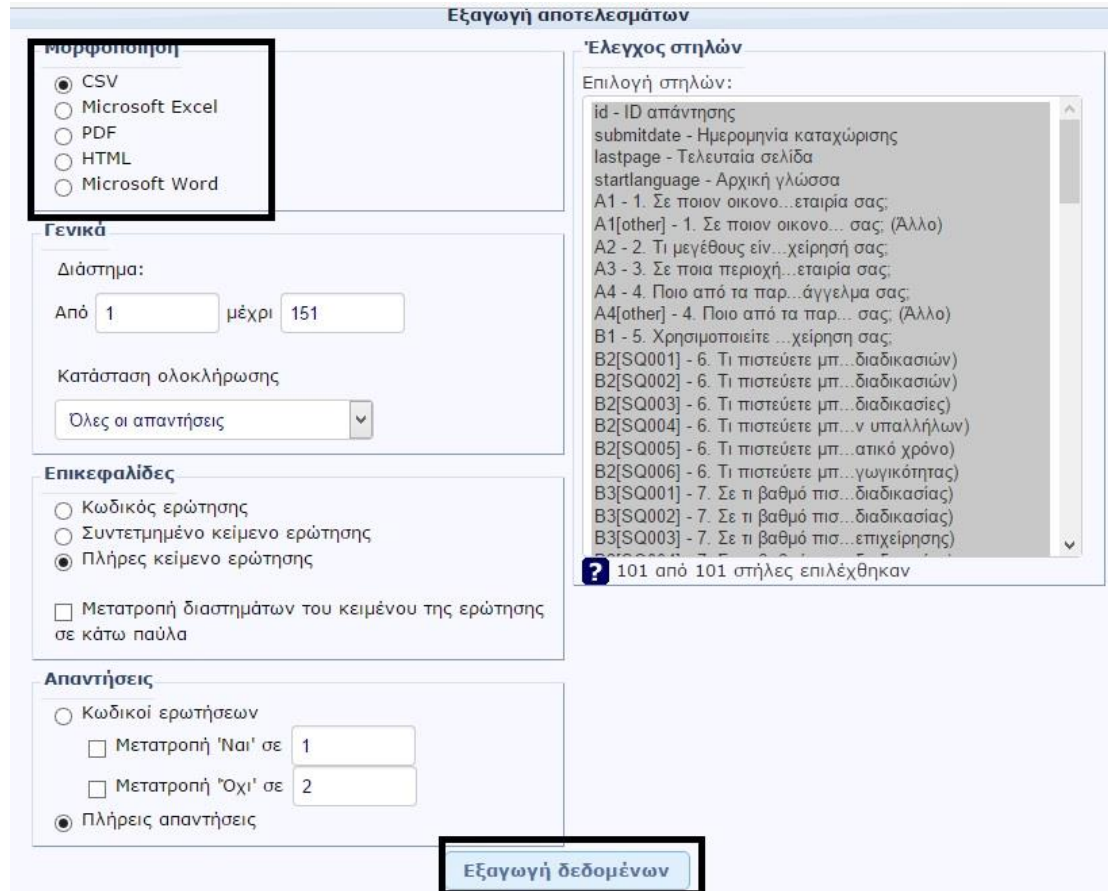 Εξαγωγή αποτελεσμάτων
Μορφοποίηση
CSV
Microsoft Excel
PDF
HTML
Microsoft Word
Γενικά
Διάστημα:
Από 1 μέχρι 151
Κατάσταση ολοκλήρωσης
Όλες οι απαντήσεις
Επικεφαλίδες
Κωδικός ερώτησης
Συντετμημένο κείμενο ερώτησης
Πλήρες κείμενο ερώτησης
Μετατροπή διαστημάτων του κειμένου της ερώτησης
σε κάτω παύλα
Απαντήσεις
Κωδικοί ερωτήσεων
Μετατροπή 'Ναι' σε 1
Μετατροπή 'Όχι' σε 2
Πλήρεις απαντήσεις
Έλεγχος στηλών
Επιλογή στηλών:
id - ID απάντησης
submitdate - Ημερομηνία καταχώρισης
lastpage - Τελευταία σελίδα
startlanguage - Αρχική γλώσσα
A1 - 1. Σε ποιον οικονο...εταιρία σας;
A1[other] - 1. Σε ποιον οικονο... σας; (Άλλο)
A2 - 2. Τι μεγέθους είν...χείρησή σας;
A3 - 3. Σε ποια περιοχή...εταιρία σας;
A4 - 4. Ποιο από τα παρ...άγγελμα σας;
A4[other] - 4. Ποιο από τα παρ... σας; (Άλλο)
B1 - 5. Χρησιμοποιείτε ...χείρηση σας;
B2[SQ001] - 6. Τι πιστεύετε μπ...διαδικασιών)
B2[SQ002] - 6. Τι πιστεύετε μπ...διαδικασιών)
B2[SQ003] - 6. Τι πιστεύετε μπ...διαδικασίες)
B2[SQ004] - 6. Τι πιστεύετε μπ...ν υπαλλήλων)
B2[SQ005] - 6. Τι πιστεύετε μπ...ατικό χρόνο)
B2[SQ006] - 6. Τι πιστεύετε μπ...γωγικότητας)
B3[SQ001] - 7. Σε τι βαθμό πισ...διαδικασίας)
B3[SQ002] - 7. Σε τι βαθμό πισ...διαδικασίας)
B3[SQ003] - 7. Σε τι βαθμό πισ...επιχείρησης)
? 101 από 101 στήλες επιλέχθηκαν
Εξαγωγή δεδομένων